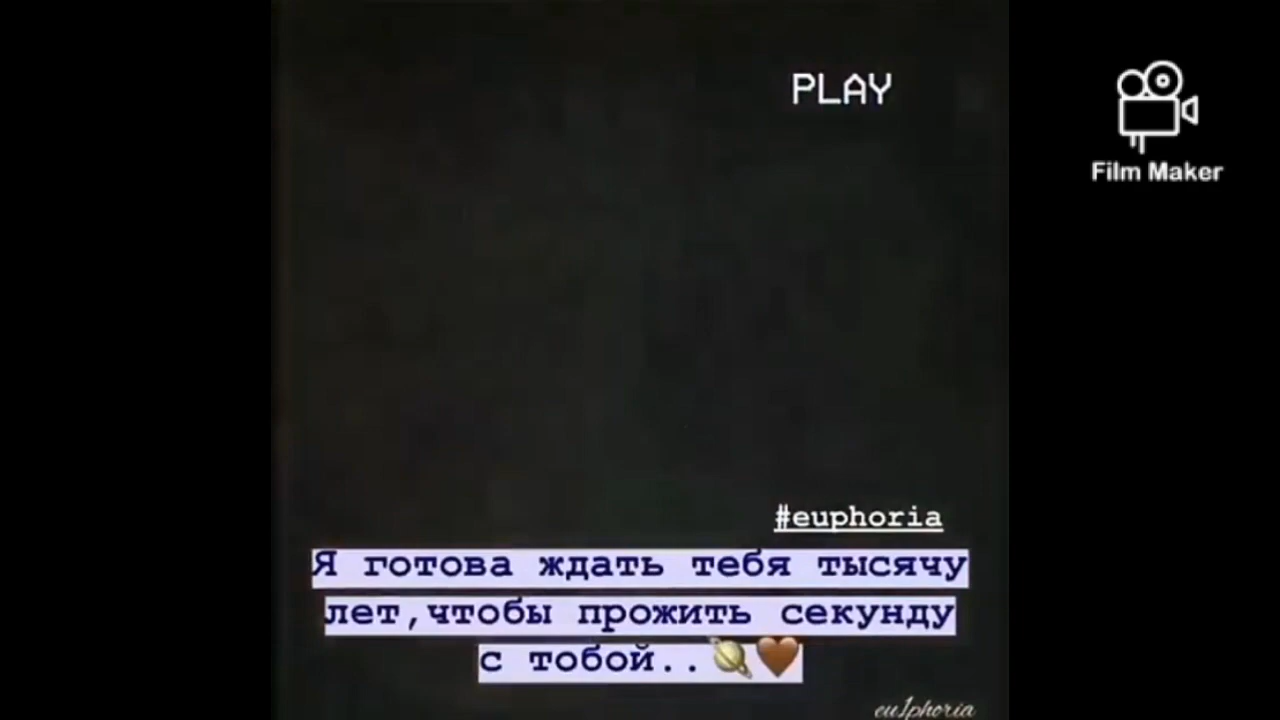 PLAY
Film Maker
#euphoria
Я готова ждать тебя тысячу
лет,чтобы прожить секунду
с тобой..🪐🤎
eu1phoria